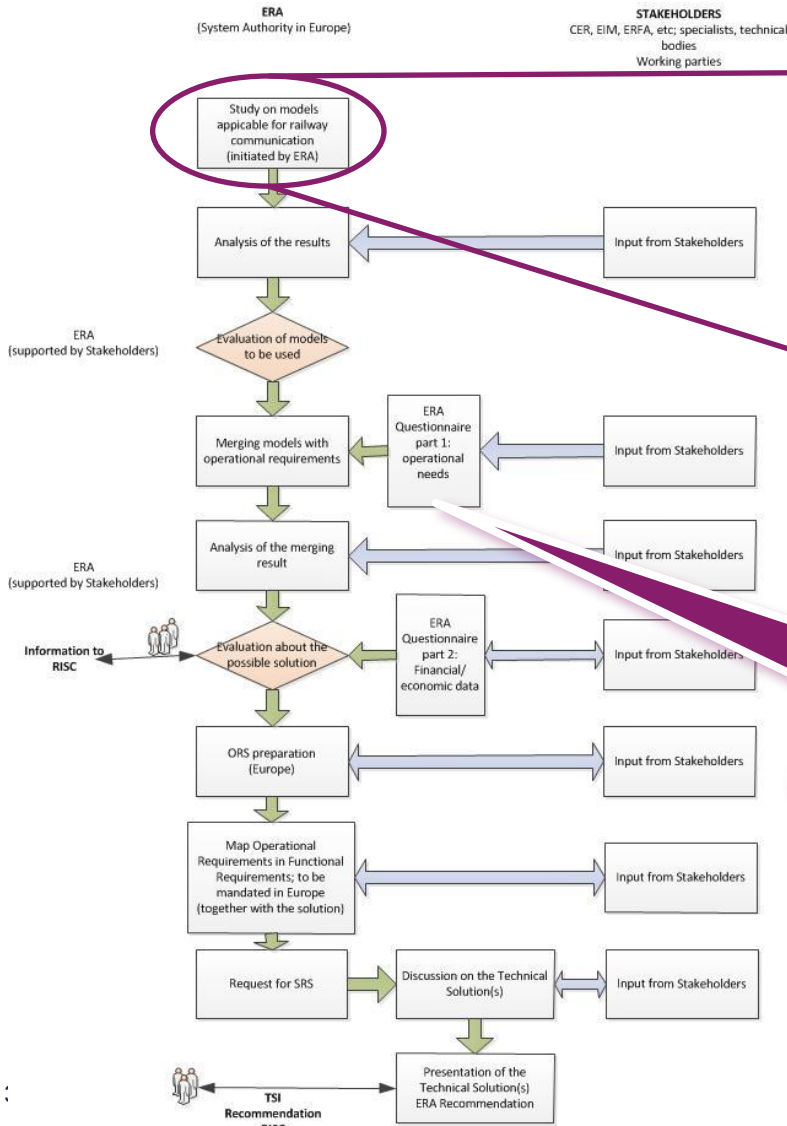 ERA
(System Authority in Europe)
STAKEHOLDERS
CER, EIM, ERFA, etc; specialists, technical
bodies
Working parties
Study on models
appicable for railway
communication
(initiated by ERA)
Analysis of the results
Input from Stakeholders
ERA
(supported by Stakeholders)
Evaluation of models
to be used
Merging models with
operational requirements
ERA
Questionnaire
part 1:
operational
needs
Input from Stakeholders
ERA
(supported by Stakeholders)
Analysis of the merging
result
Input from Stakeholders
Information to
RISC
Evaluation about the
possible solution
ERA
Questionnaire
part 2:
Financial/
economic data
Input from Stakeholders
ORS preparation
(Europe)
Input from Stakeholders
Map Operational
Requirements in Functional
Requirements; to be
mandated in Europe
(together with the solution)
Input from Stakeholders
Request for SRS
Discussion on the Technical
Solution(s)
Input from Stakeholders
TSI
Recommendation
Presentation of the
Technical Solution(s)
ERA Recommendation